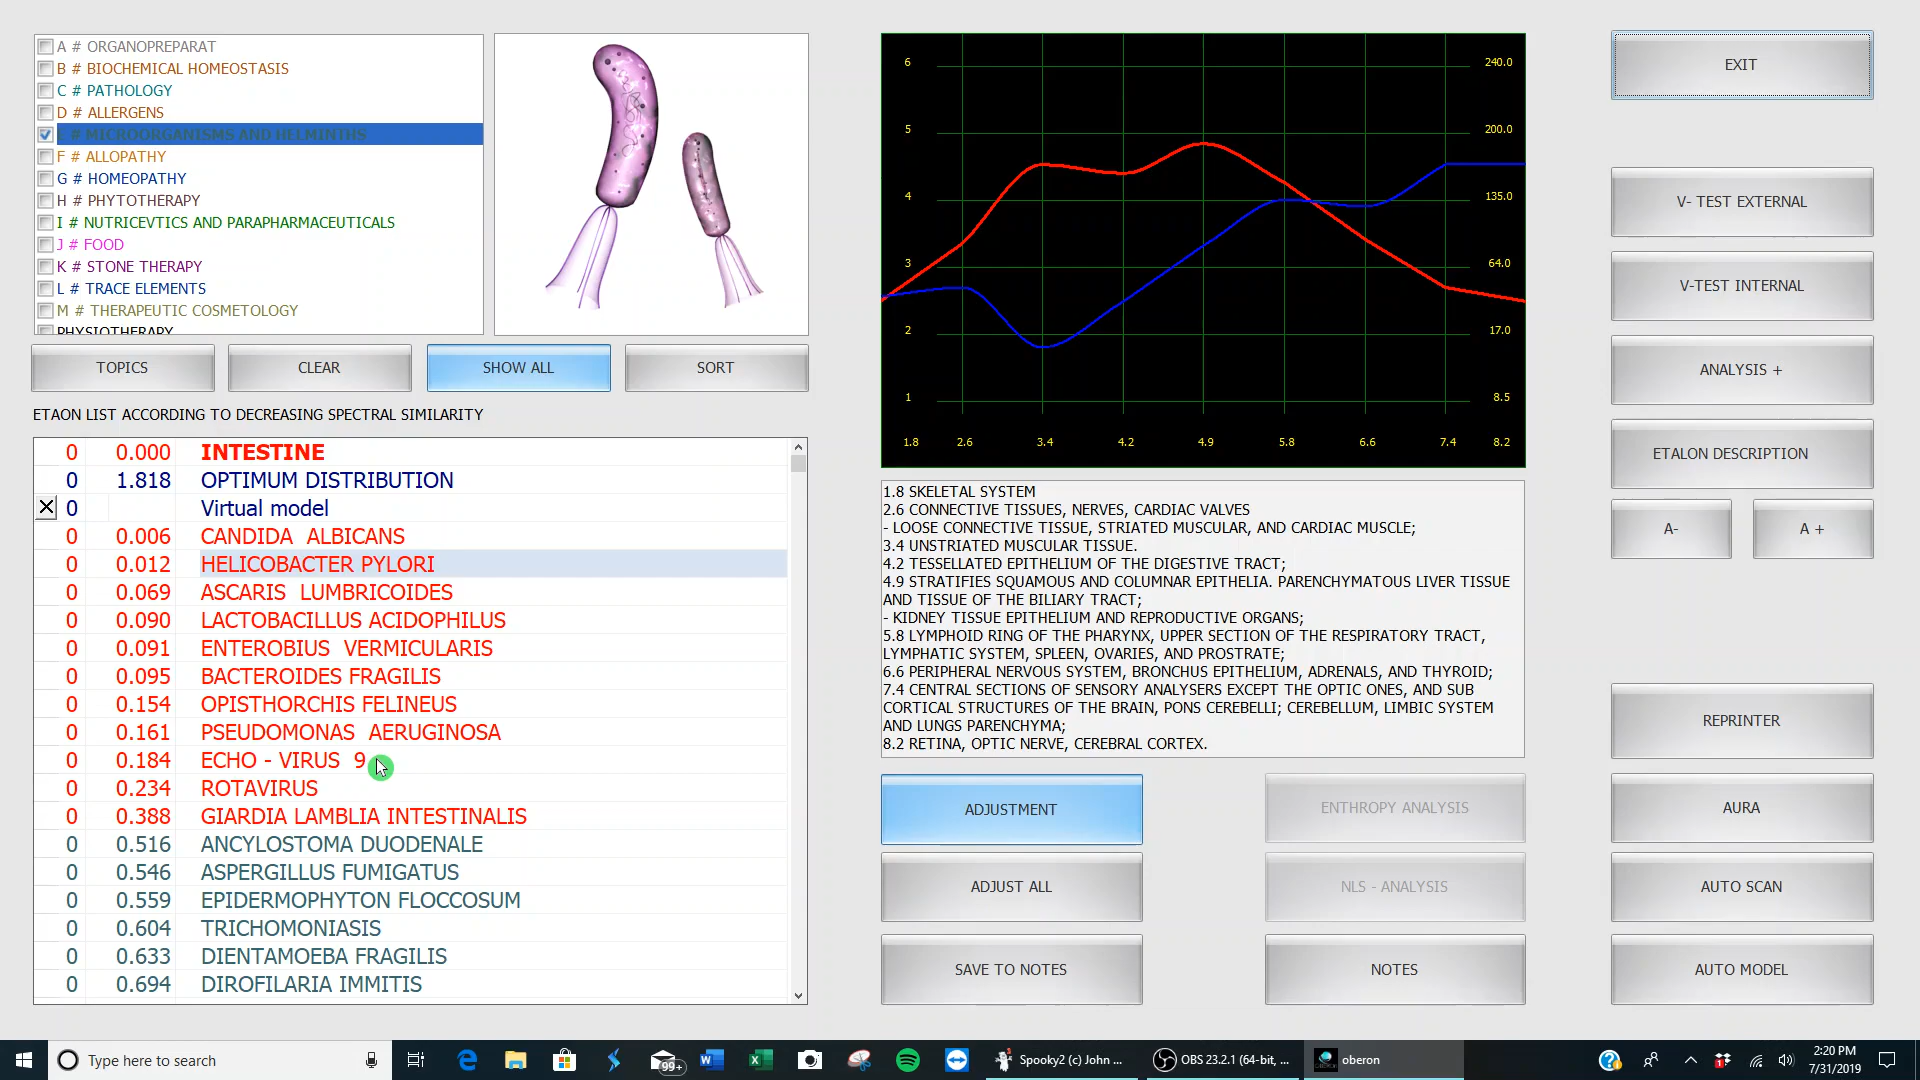 A # ORGANOPREPARAT
B # BIOCHEMICAL HOMEOSTASIS
C # PATHOLOGY
D # ALLERGENS
E # MICROORGANISMS AND HELMINTHS
F # ALLOPATHY
G # HOMEOPATHY
H # PHYTOTHERAPY
I # NUTRICEVTICS AND PARAPHARMACEUTICALS
J # FOOD
K # STONE THERAPY
L # TRACE ELEMENTS
M # THERAPEUTIC COSMETOLOGY
PHYSIOTHERAPY
TOPICS
CLEAR
SHOW ALL
SORT
ETAON LIST ACCORDING TO DECREASING SPECTRAL SIMILARITY
0 0.000 INTESTINE
0 1.818 OPTIMUM DISTRIBUTION
X 0 Virtual model
0 0.006 CANDIDA ALBICANS
0 0.012 HELICOBACTER PYLORI
0 0.069 ASCARIS LUMBRICOIDES
0 0.090 LACTOBACILLUS ACIDOPHILUS
0 0.091 ENTEROBIUS VERMICULARIS
0 0.095 BACTEROIDES FRAGILIS
0 0.154 OPISTHORCHIS FELINEUS
0 0.161 PSEUDOMONAS AERUGINOSA
0 0.184 ECHO - VIRUS 9
0 0.234 ROTAVIRUS
0 0.388 GIARDIA LAMBLIA INTESTINALIS
0 0.516 ANCYLOSTOMA DUODENALE
0 0.546 ASPERGILLUS FUMIGATUS
0 0.559 EPIDERMOPHYTON FLOCCOSUM
0 0.604 TRICHOMONIASIS
0 0.633 DIENTAMOEBA FRAGILIS
0 0.694 DIROFILARIA IMMITIS
6 240.0
5 200.0
4 135.0
3 64.0
2 17.0
1 8.5
1.8 2.6 3.4 4.2 4.9 5.8 6.6 7.4 8.2
1.8 SKELETAL SYSTEM
2.6 CONNECTIVE TISSUES, NERVES, CARDIAC VALVES
- LOOSE CONNECTIVE TISSUE, STRIATED MUSCULAR, AND CARDIAC MUSCLE;
3.4 UNSTRIATED MUSCULAR TISSUE.
4.2 TESSELLATED EPITHELIUM OF THE DIGESTIVE TRACT;
4.9 STRATIFIES SQUAMOUS AND COLUMNAR EPITHELIA. PARENCHYMATOUS LIVER TISSUE
AND TISSUE OF THE BILIARY TRACT;
- KIDNEY TISSUE EPITHELIUM AND REPRODUCTIVE ORGANS;
5.8 LYMPHOID RING OF THE PHARYNX, UPPER SECTION OF THE RESPIRATORY TRACT,
LYMPHATIC SYSTEM, SPLEEN, OVARIES, AND PROSTRATE;
6.6 PERIPHERAL NERVOUS SYSTEM, BRONCHUS EPITHELIUM, ADRENALS, AND THYROID;
7.4 CENTRAL SECTIONS OF SENSORY ANALYSERS EXCEPT THE OPTIC ONES, AND SUB
CORTICAL STRUCTURES OF THE BRAIN, PONS CEREBELLI; CEREBELLUM, LIMBIC SYSTEM
AND LUNGS PARENCHYMA;
8.2 RETINA, OPTIC NERVE, CEREBRAL CORTEX.
ADJUSTMENT
ENTHROPY ANALYSIS
ADJUST ALL
NLS - ANALYSIS
SAVE TO NOTES
NOTES
EXIT
V- TEST EXTERNAL
V-TEST INTERNAL
ANALYSIS +
ETALON DESCRIPTION
A-
A +
REPRINTER
AURA
AUTO SCAN
AUTO MODEL
Type here to search
99+
Spooky2 (c) John ...
OBS 23.2.1 (64-bit, ...
oberon
2:20 PM
7/31/2019